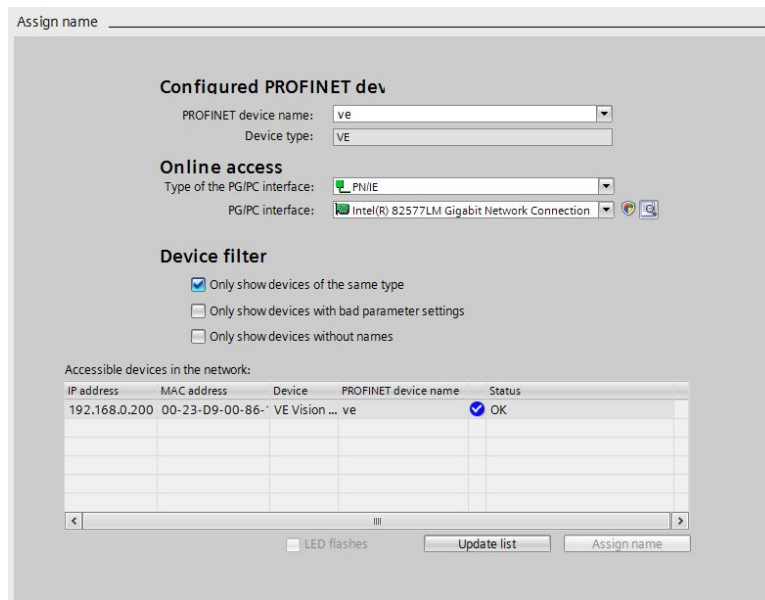 Assign name
Configured PROFINET dev
PROFINET device name: ve
Device type: VE
Online access
Type of the PG/PC interface: PN/IE
PG/PC interface: Intel(R) 82577LM Gigabit Network Connection
Device filter
Only show devices of the same type
Only show devices with bad parameter settings
Only show devices without names
Accessible devices in the network:
IP address MAC address Device PROFINET device name Status
192.168.0.200 00-23-D9-00-86- VE Vision ... ve OK
LED flashes Update list Assign name